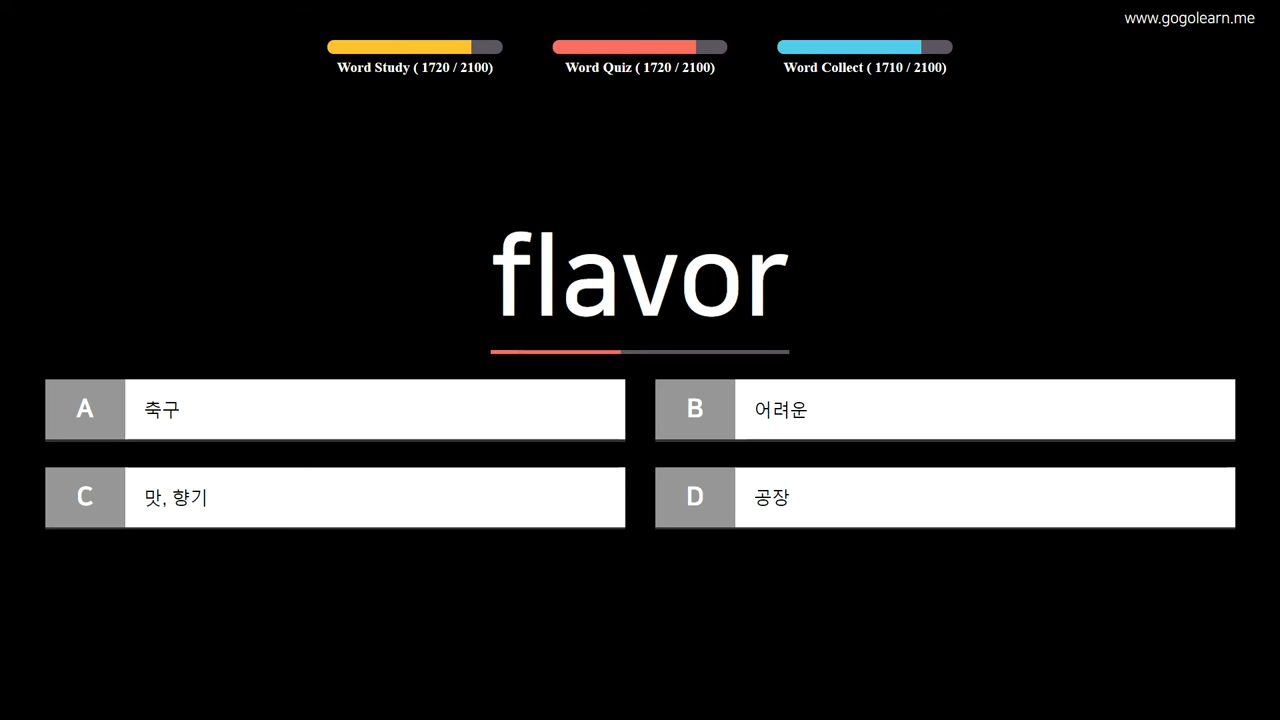 www.gogolearn.me
Word Study ( 1720 / 2100)
Word Quiz ( 1720 / 2100)
Word Collect ( 1710 / 2100)
flavor
A 축구
B 어려운
C 맛, 향기
D 공장